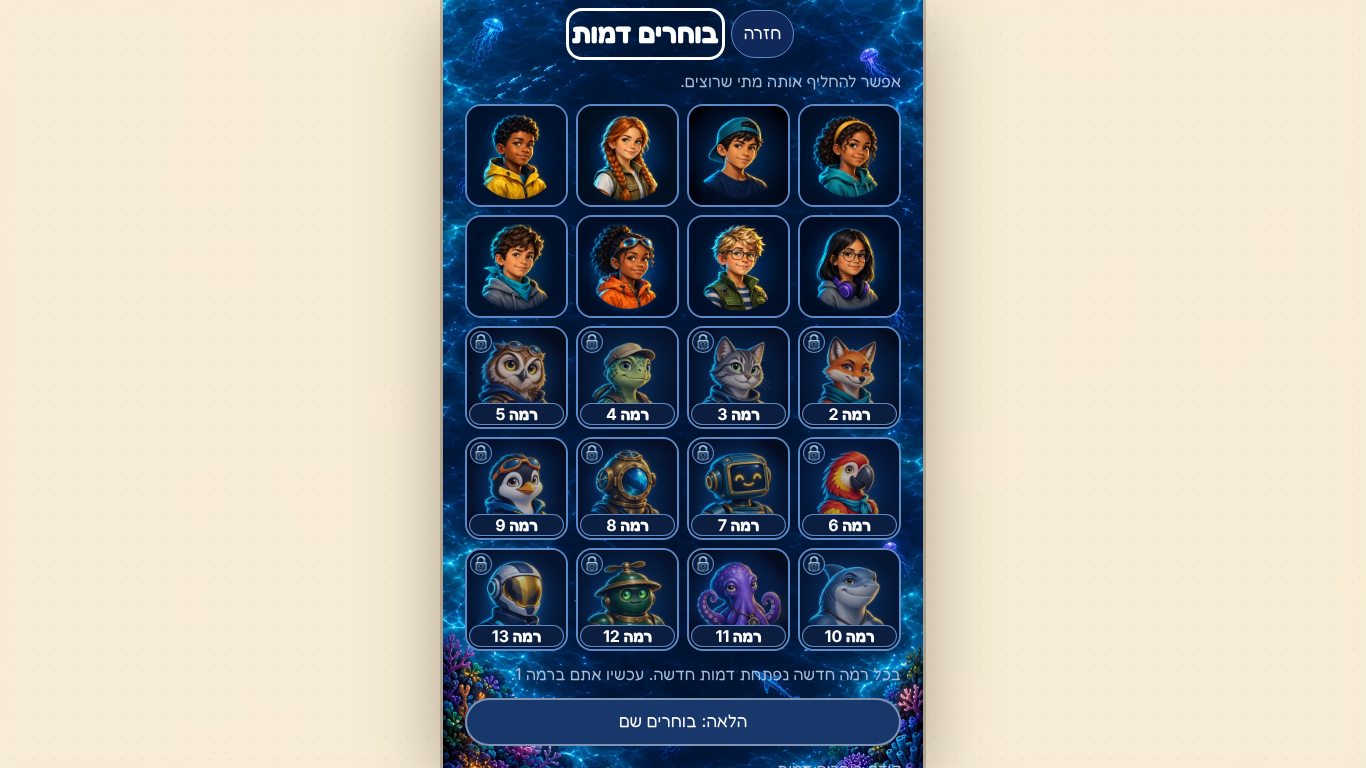 חזרה
בוחרים דמות
אפשר להחליף אותה מתי שרוצים.
רמה 2
רמה 3
רמה 4
רמה 5
רמה 6
רמה 7
רמה 8
רמה 9
רמה 10
רמה 11
רמה 12
רמה 13
בכל רמה חדשה נפתחת דמות חדשה. עכשיו אתם ברמה 1.
הלאה: בוחרים שם